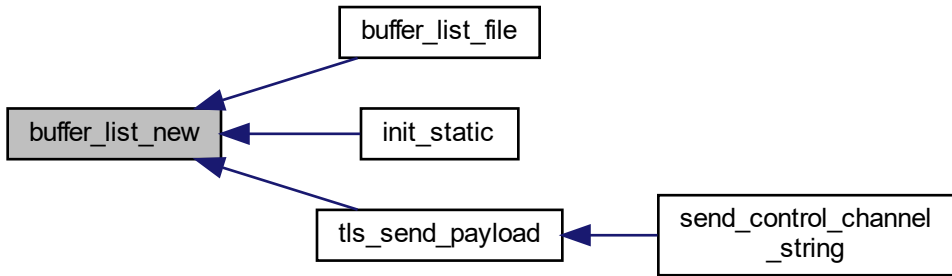 buffer_list_file
buffer_list_new
init_static
tls_send_payload
send_control_channel
_string